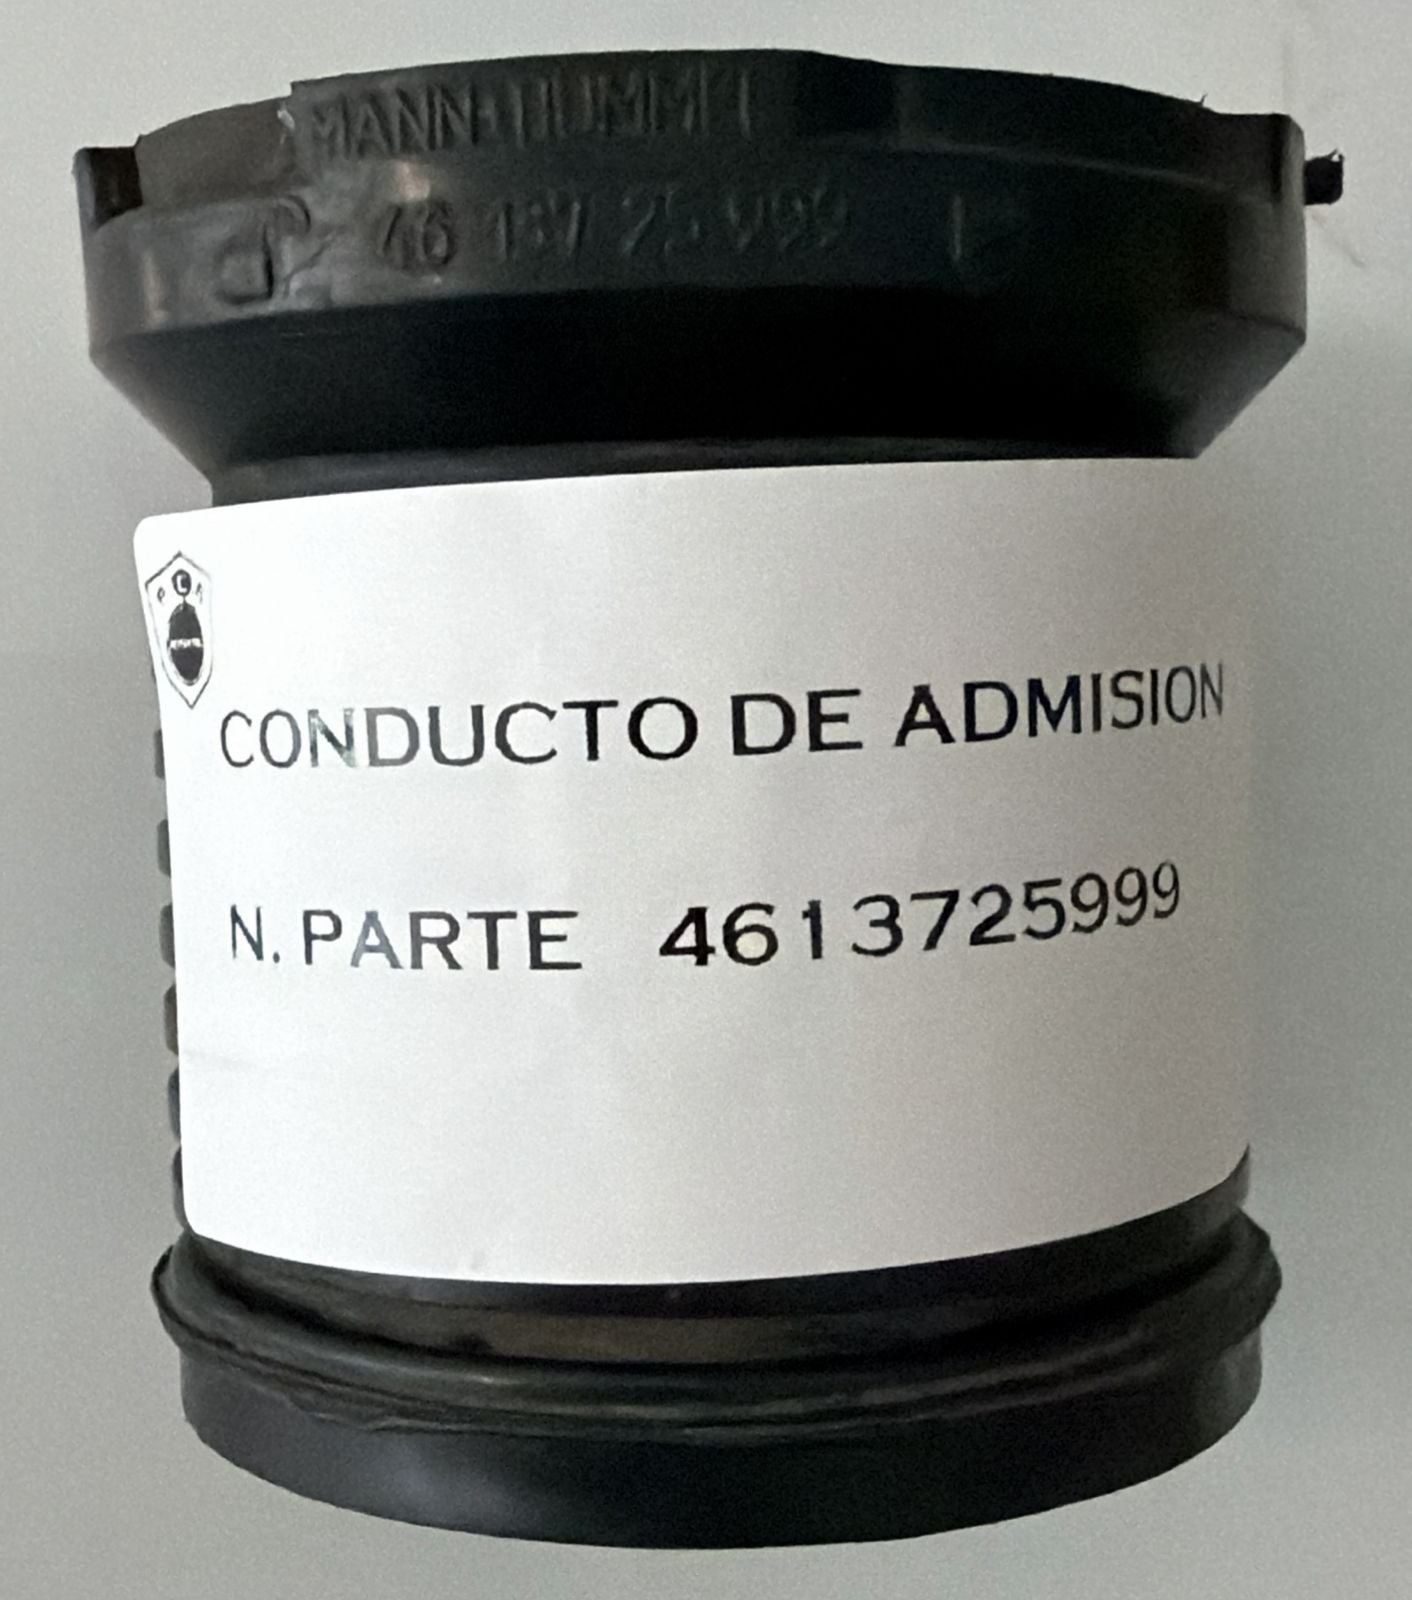 MANN+HUMMEL
46 137 25 999
CONDUCTO DE ADMISION
N. PARTE 4613725999